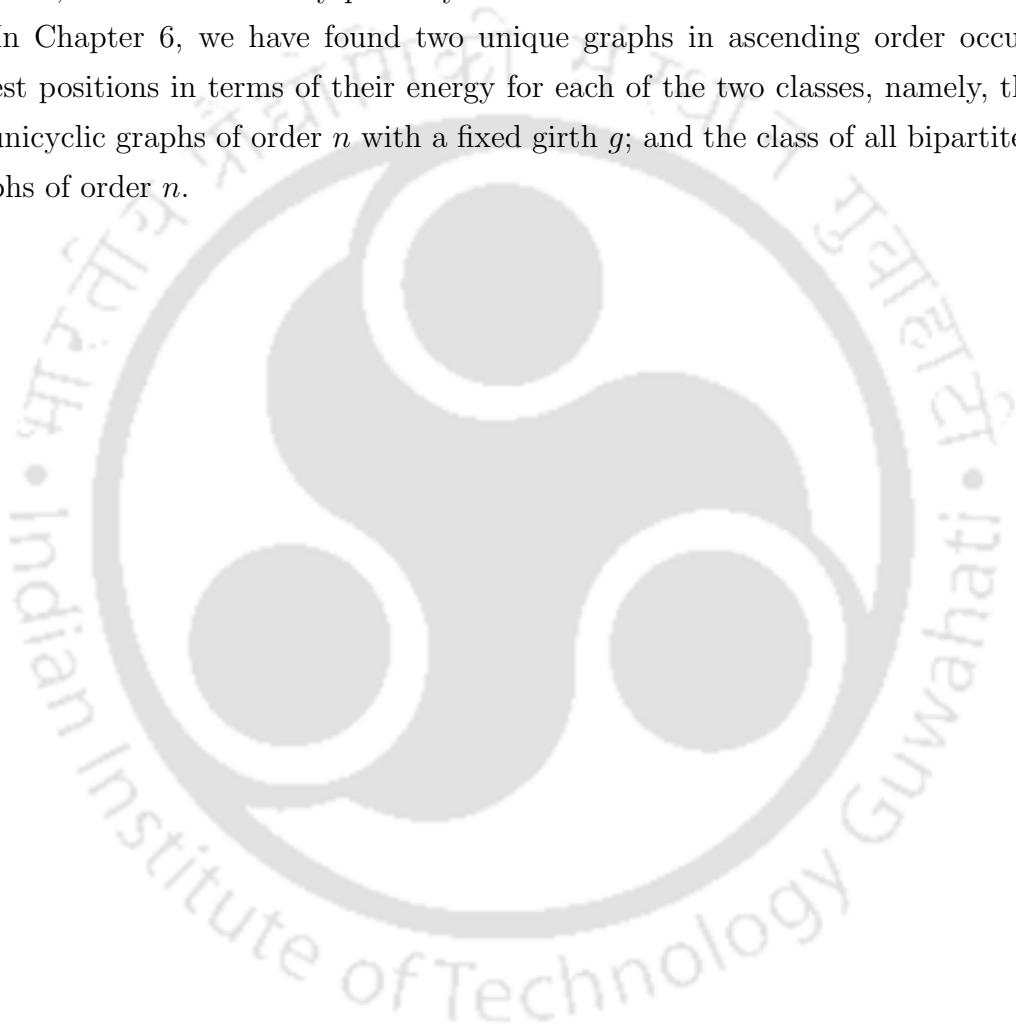 In Chapter 6, we have found two unique graphs in ascending order occu
est positions in terms of their energy for each of the two classes, namely, th
unicyclic graphs of order n with a fixed girth g; and the class of all bipartite
phs of order n.
भारतीय प्रौद्योगिकी संस्थान गुवाहाटी
Indian Institute of Technology Guwahati